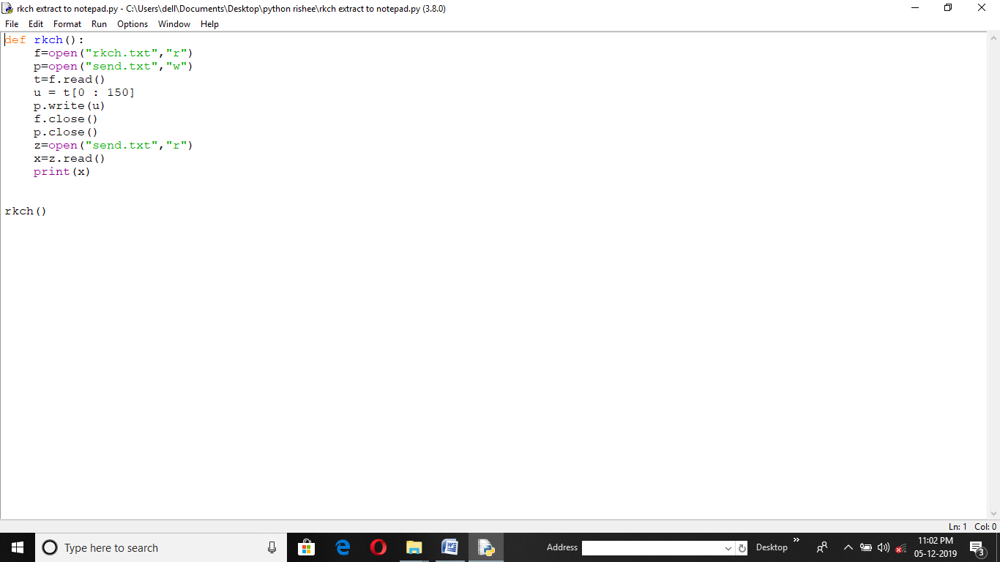 rkch extract to notepad.py - C:\Users\dell\Documents\Desktop\python rishee\rkch extract to notepad.py (3.8.0)
File Edit Format Run Options Window Help
def rkch():
    f=open("rkch.txt","r")
    p=open("send.txt","w")
    t=f.read()
    u = t[0 : 150]
    p.write(u)
    f.close()
    p.close()
    z=open("send.txt","r")
    x=z.read()
    print(x)
rkch()
Ln: 1 Col: 0
Type here to search
Address
Desktop
11:02 PM
05-12-2019
3